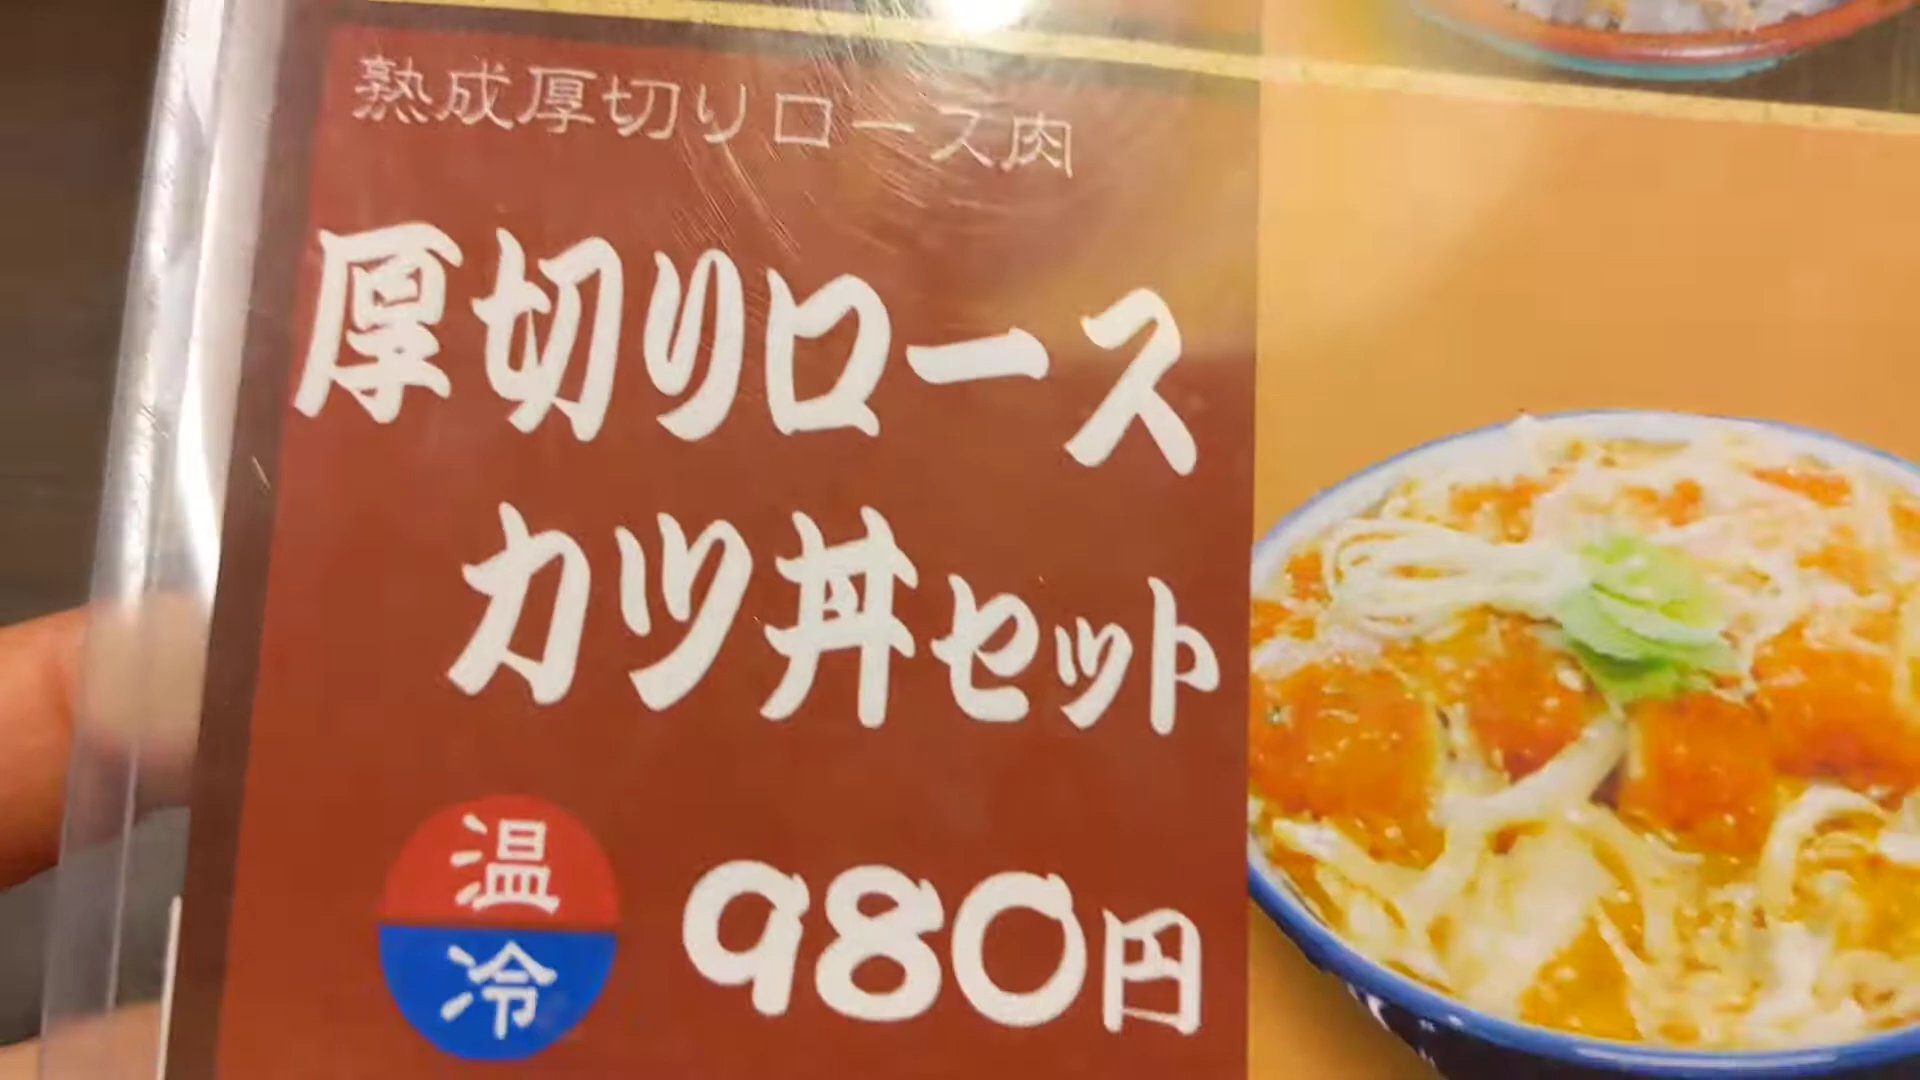 熟成厚切りロース肉
厚切りロース
カツ丼セット
温
冷
980円